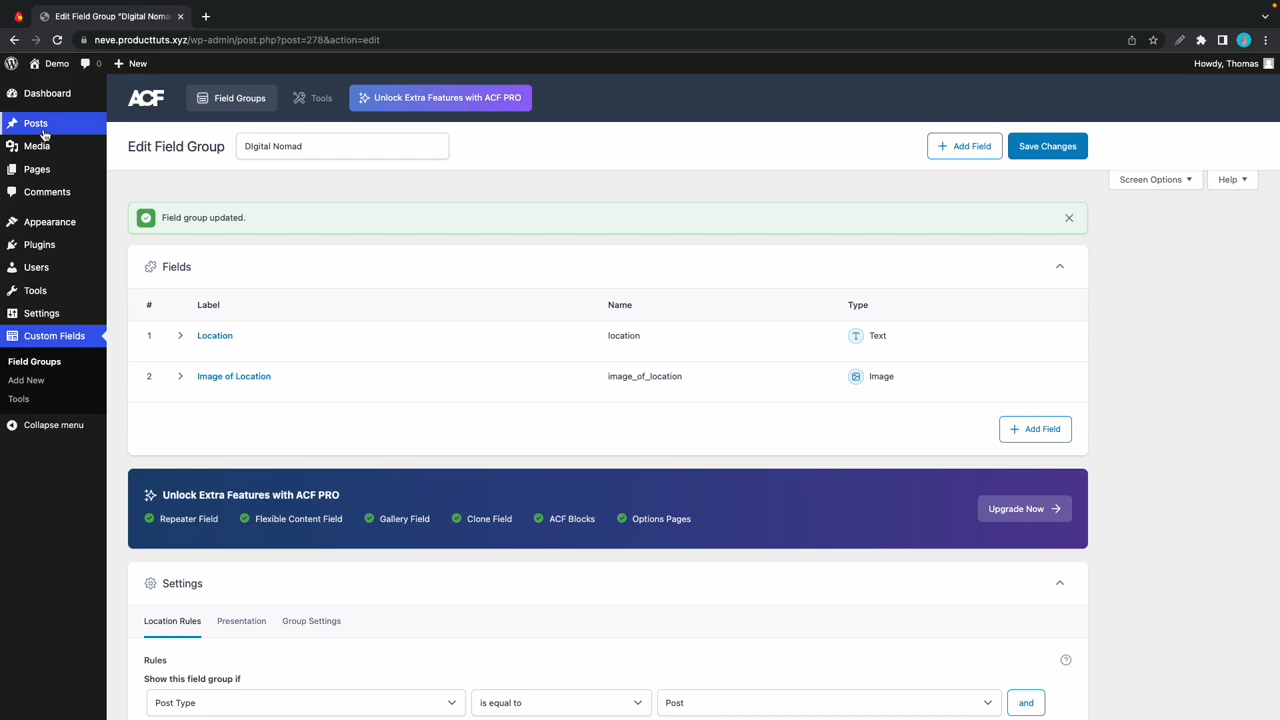 Edit Field Group "DIgital Noma
neve.producttuts.xyz/wp-admin/post.php?post=278&action=edit
Demo
0
New
Howdy, Thomas
Dashboard
Posts
Media
Pages
Comments
Appearance
Plugins
Users
Tools
Settings
Custom Fields
Field Groups
Add New
Tools
Collapse menu
ACF
Field Groups
Tools
Unlock Extra Features with ACF PRO
Edit Field Group
DIgital Nomad
Add Field
Save Changes
Screen Options
Help
Field group updated.
Fields
# Label Name Type
1 Location location Text
2 Image of Location image_of_location Image
Add Field
Unlock Extra Features with ACF PRO
Repeater Field Flexible Content Field Gallery Field Clone Field ACF Blocks Options Pages
Upgrade Now
Settings
Location Rules Presentation Group Settings
Rules
Show this field group if
Post Type is equal to Post and